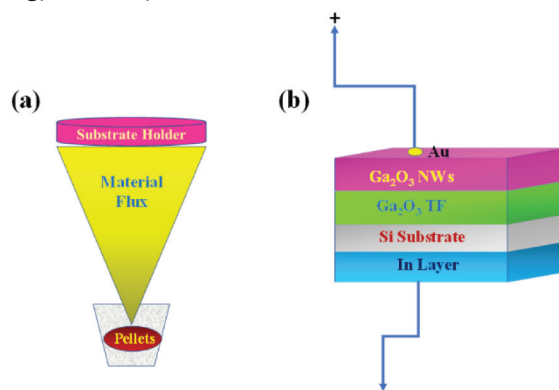 (a)
Substrate Holder
Material
Flux
Pellets
+
(b)
Au
Ga₂O₃ NWs
Ga₂O₃ TF
Si Substrate
In Layer